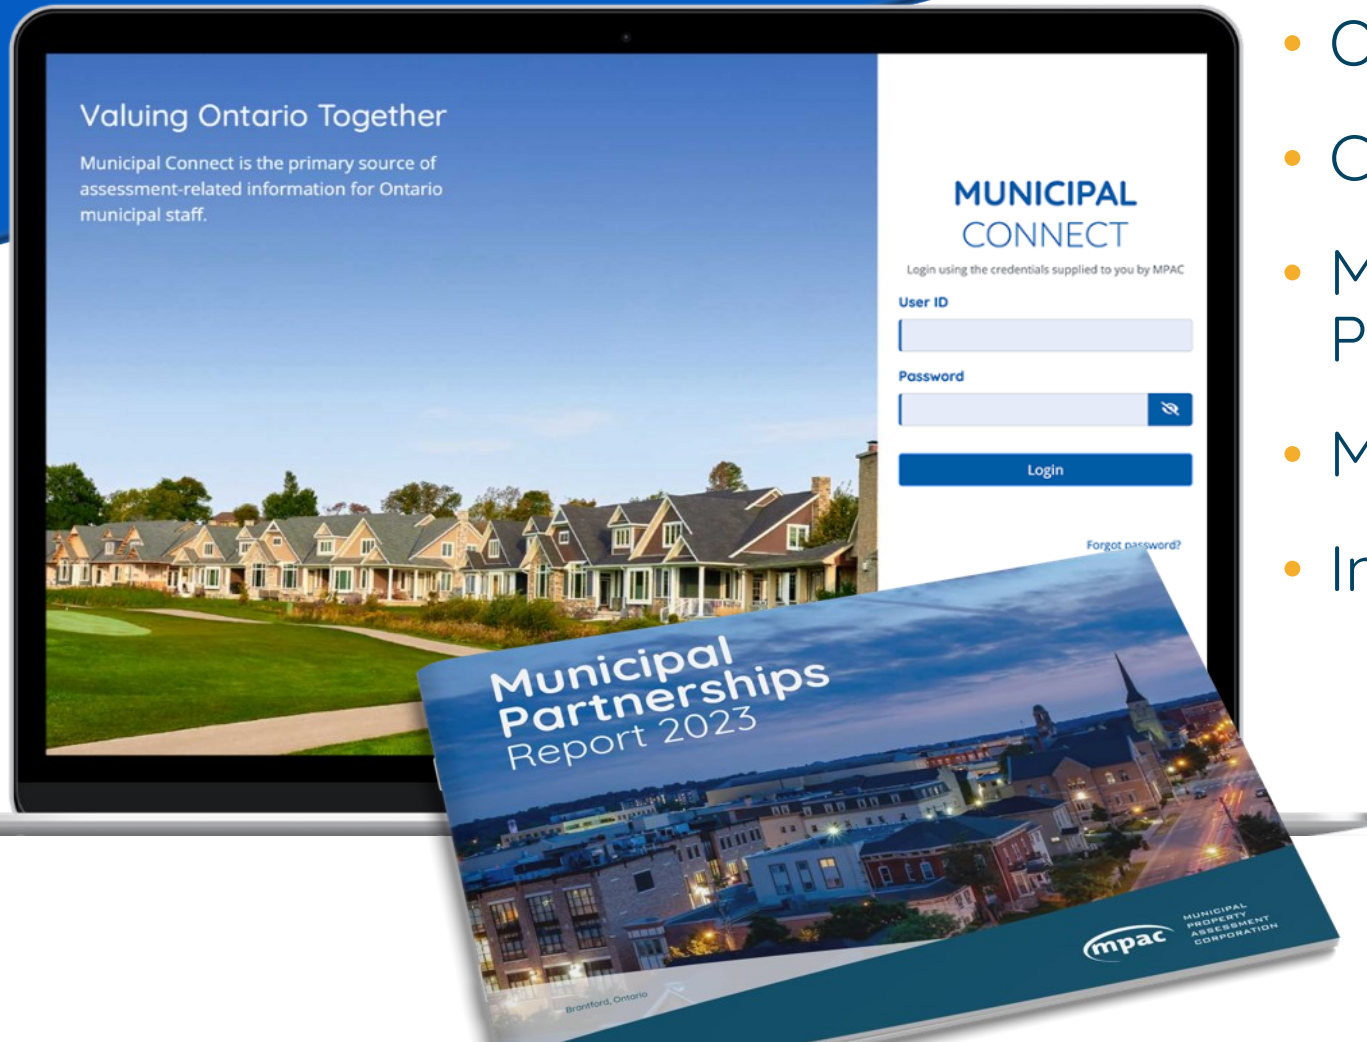 Valuing Ontario Together
Municipal Connect is the primary source of
assessment-related information for Ontario
municipal staff.
MUNICIPAL
CONNECT
Login using the credentials supplied to you by MPAC
User ID
Password
Login
Forgot password?
Municipal
Partnerships
Report 2023
Brantford, Ontario
mpac
MUNICIPAL
PROPERTY
ASSESSMENT
CORPORATION